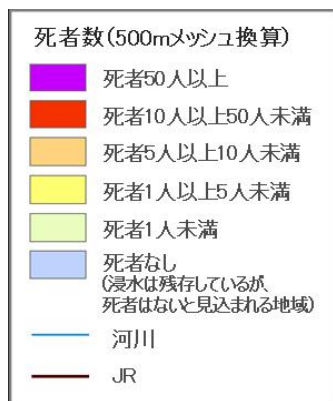 死者数(500mメッシュ換算)
死者50人以上
死者10人以上50人未満
死者5人以上10人未満
死者1人以上5人未満
死者1人未満
死者なし
(浸水は残存しているが、
死者はないと見込まれる地域)
河川
JR